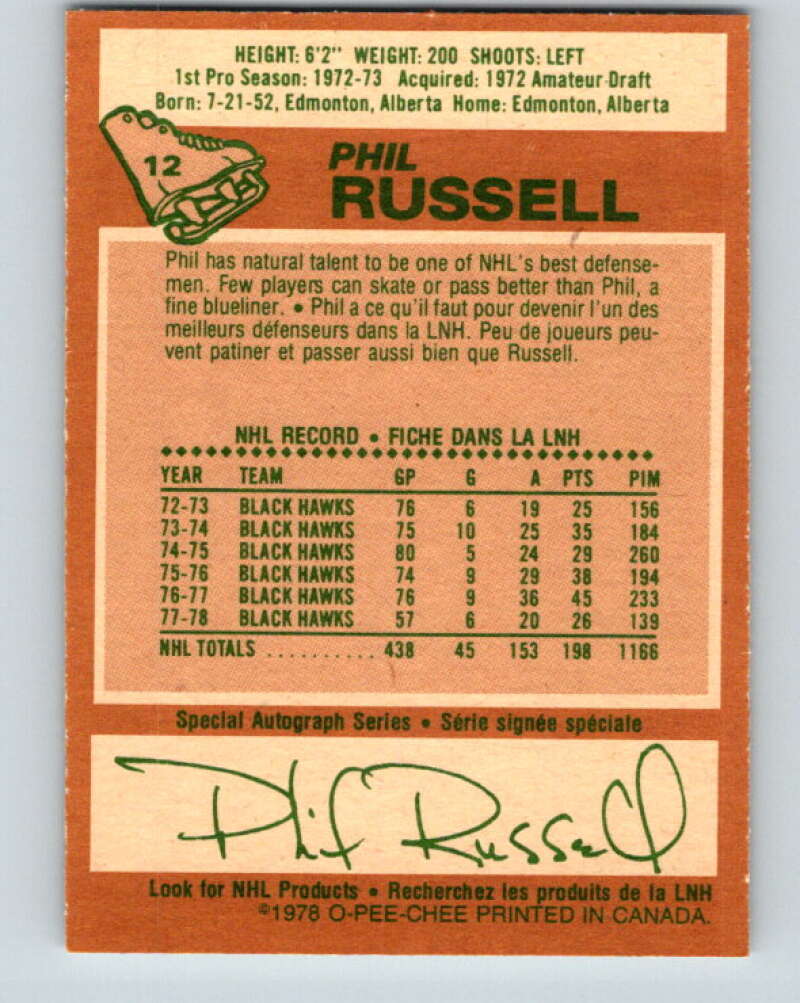 HEIGHT: 6'2" WEIGHT: 200 SHOOTS: LEFT
1st Pro Season: 1972-73 Acquired: 1972 Amateur Draft
Born: 7-21-52, Edmonton, Alberta Home: Edmonton, Alberta
12
PHIL
RUSSELL
Phil has natural talent to be one of NHL's best defense-
men. Few players can skate or pass better than Phil, a
fine blueliner. • Phil a ce qu'il faut pour devenir l'un des
meilleurs défenseurs dans la LNH. Peu de joueurs peu-
vent patiner et passer aussi bien que Russell.
NHL RECORD • FICHE DANS LA LNH
YEAR TEAM GP G A PTS PIM
72-73 BLACK HAWKS 76 6 19 25 156
73-74 BLACK HAWKS 75 10 25 35 184
74-75 BLACK HAWKS 80 5 24 29 260
75-76 BLACK HAWKS 74 9 29 38 194
76-77 BLACK HAWKS 76 9 36 45 233
77-78 BLACK HAWKS 57 6 20 26 139
NHL TOTALS .......... 438 45 153 198 1166
Special Autograph Series • Série signée spéciale
Phil Russell
Look for NHL Products • Recherchez les produits de la LNH
©1978 O-PEE-CHEE PRINTED IN CANADA.